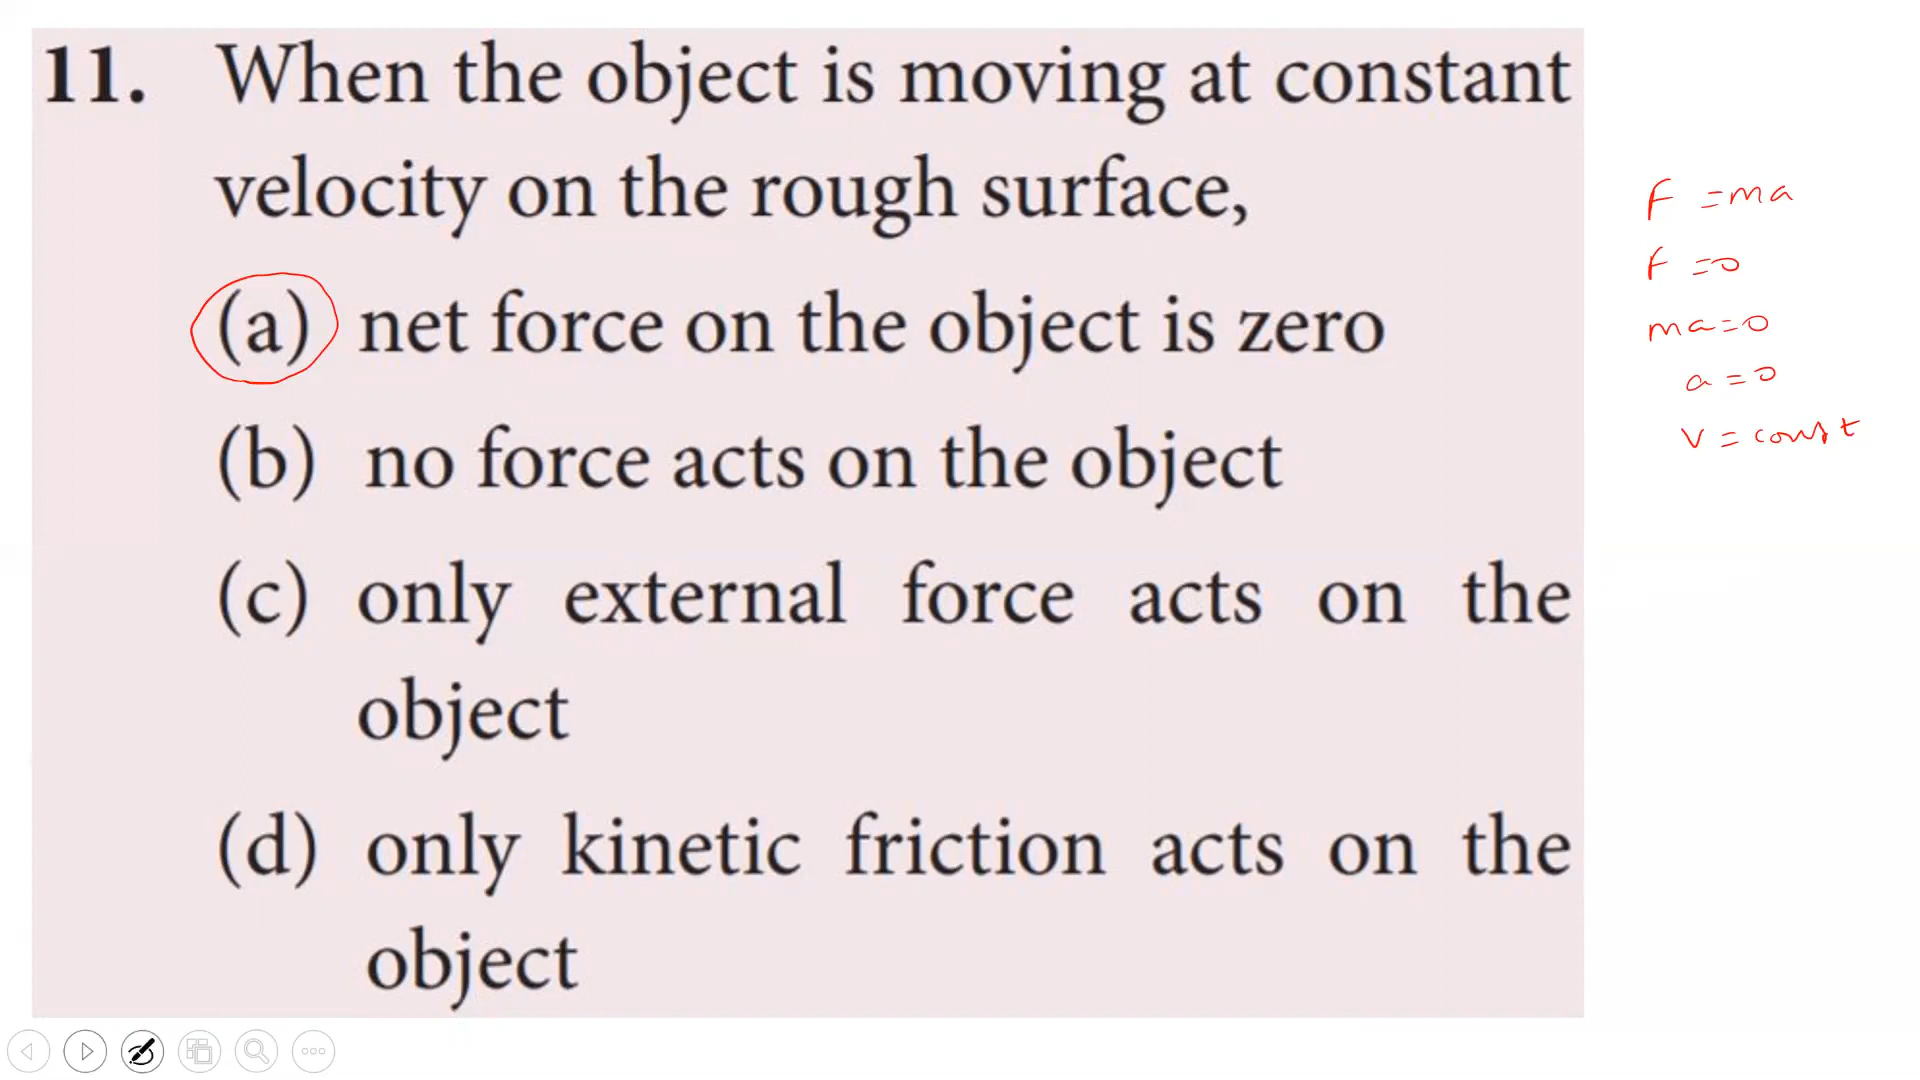 11. When the object is moving at constant
velocity on the rough surface,
(a) net force on the object is zero
(b) no force acts on the object
(c) only external force acts on the
object
(d) only kinetic friction acts on the
object
F = ma
F = 0
ma = 0
a = 0
v = const